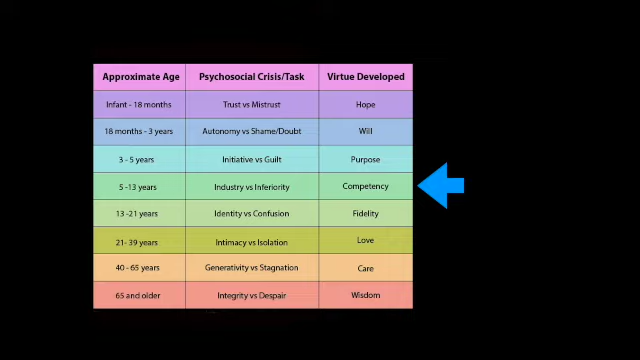 Approximate Age Psychosocial Crisis/Task Virtue Developed
Infant - 18 months Trust vs Mistrust Hope
18 months - 3 years Autonomy vs Shame/Doubt Will
3 - 5 years Initiative vs Guilt Purpose
5 -13 years Industry vs Inferiority Competency
13 -21 years Identity vs Confusion Fidelity
21- 39 years Intimacy vs Isolation Love
40 - 65 years Generativity vs Stagnation Care
65 and older Integrity vs Despair Wisdom